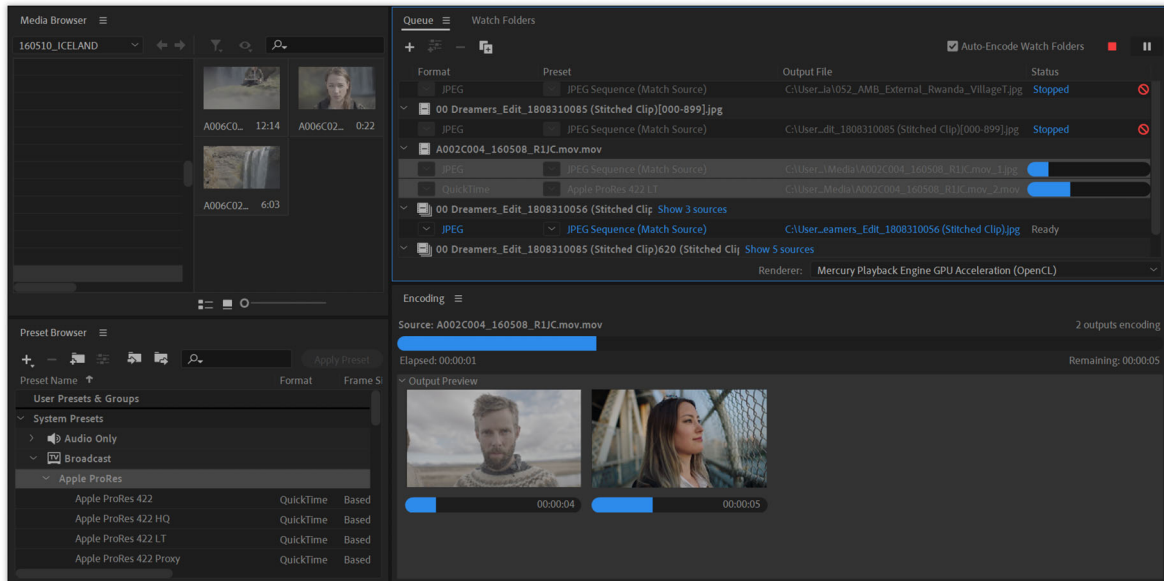 Media Browser
160510_ICELAND
A006C0... 12:14
A006C02... 0:22
A006C02... 6:03
Preset Browser
Apply Preset
Preset Name Format Frame Si
User Presets & Groups
System Presets
Audio Only
TV Broadcast
Apple ProRes
Apple ProRes 422 QuickTime Based
Apple ProRes 422 HQ QuickTime Based
Apple ProRes 422 LT QuickTime Based
Apple ProRes 422 Proxy QuickTime Based
Queue Watch Folders
Auto-Encode Watch Folders
Format Preset Output File Status
JPEG JPEG Sequence (Match Source) C:\User...ia\052_AMB_External_Rwanda_VillageT.jpg Stopped
00 Dreamers_Edit_1808310085 (Stitched Clip)[000-899].jpg
JPEG JPEG Sequence (Match Source) C:\User...dit_1808310085 (Stitched Clip)[000-899].jpg Stopped
A002C004_160508_R1JC.mov.mov
JPEG JPEG Sequence (Match Source) C:\User...\Media\A002C004_160508_R1JC.mov_1.jpg
QuickTime Apple ProRes 422 LT C:\User...Media\A002C004_160508_R1JC.mov_2.mov
00 Dreamers_Edit_1808310056 (Stitched Clip Show 3 sources
JPEG JPEG Sequence (Match Source) C:\User...eamers_Edit_1808310056 (Stitched Clip).jpg Ready
00 Dreamers_Edit_1808310085 (Stitched Clip)620 (Stitched Clip Show 5 sources
Renderer: Mercury Playback Engine GPU Acceleration (OpenCL)
Encoding
Source: A002C004_160508_R1JC.mov.mov 2 outputs encoding
Elapsed: 00:00:01 Remaining: 00:00:05
Output Preview
00:00:04 00:00:05